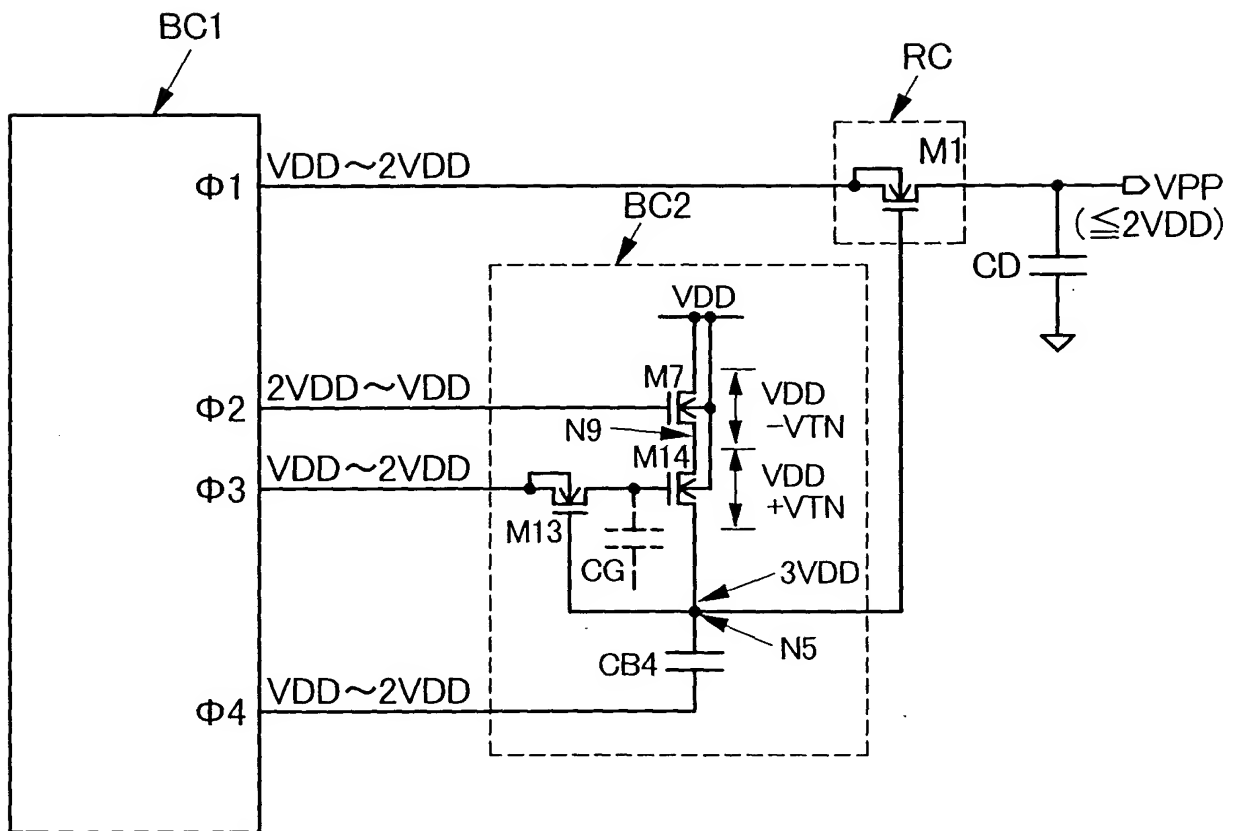 BC1
RC
M1
Φ1
VDD～2VDD
VPP
(≦2VDD)
BC2
CD
VDD
2VDD～VDD
Φ2
M7
VDD
-VTN
N9
M14
VDD～2VDD
Φ3
VDD
+VTN
M13
CG
3VDD
N5
CB4
VDD～2VDD
Φ4